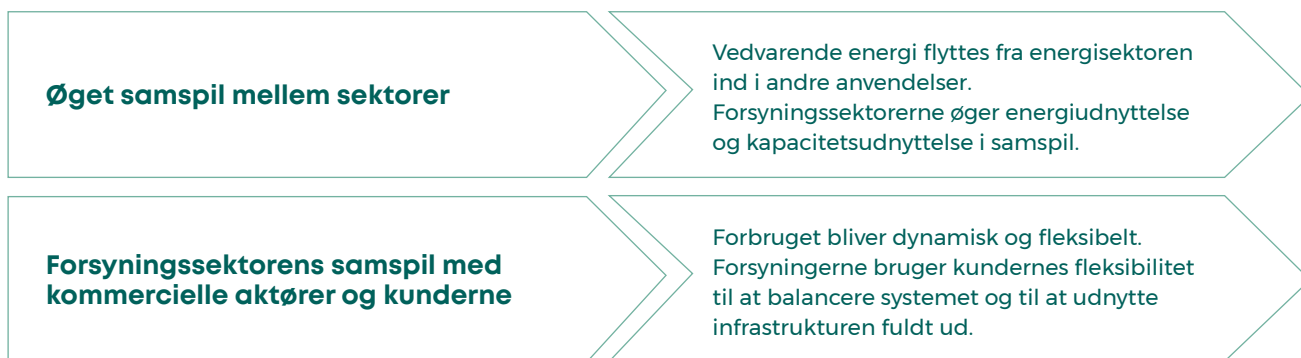 Øget samspil mellem sektorer
Vedvarende energi flyttes fra energisektoren
ind i andre anvendelser.
Forsyningssektorerne øger energiudnyttelse
og kapacitetsudnyttelse i samspil.
Forsyningssektorens samspil med
kommercielle aktører og kunderne
Forbruget bliver dynamisk og fleksibelt.
Forsyningerne bruger kundernes fleksibilitet
til at balancere systemet og til at udnytte
infrastrukturen fuldt ud.